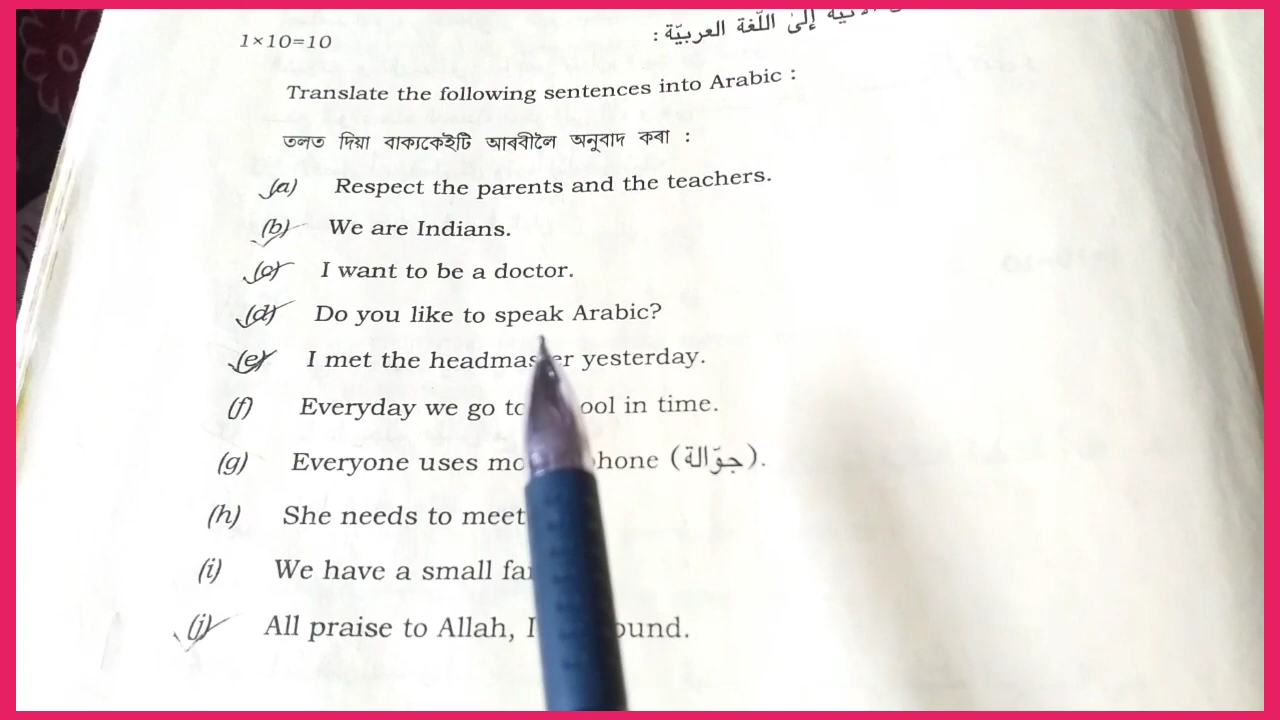 1×10=10
إلىٰ اللّغة العربيّة :
Translate the following sentences into Arabic :
তলত দিয়া বাক্যকেইটি আৰবীলৈ অনুবাদ কৰা :
(a) Respect the parents and the teachers.
(b) We are Indians.
(c) I want to be a doctor.
(d) Do you like to speak Arabic?
(e) I met the headmaster yesterday.
(f) Everyday we go to ool in time.
(g) Everyone uses mo phone (جوّالة).
(h) She needs to meet
(i) We have a small fa
(j) All praise to Allah, I ound.